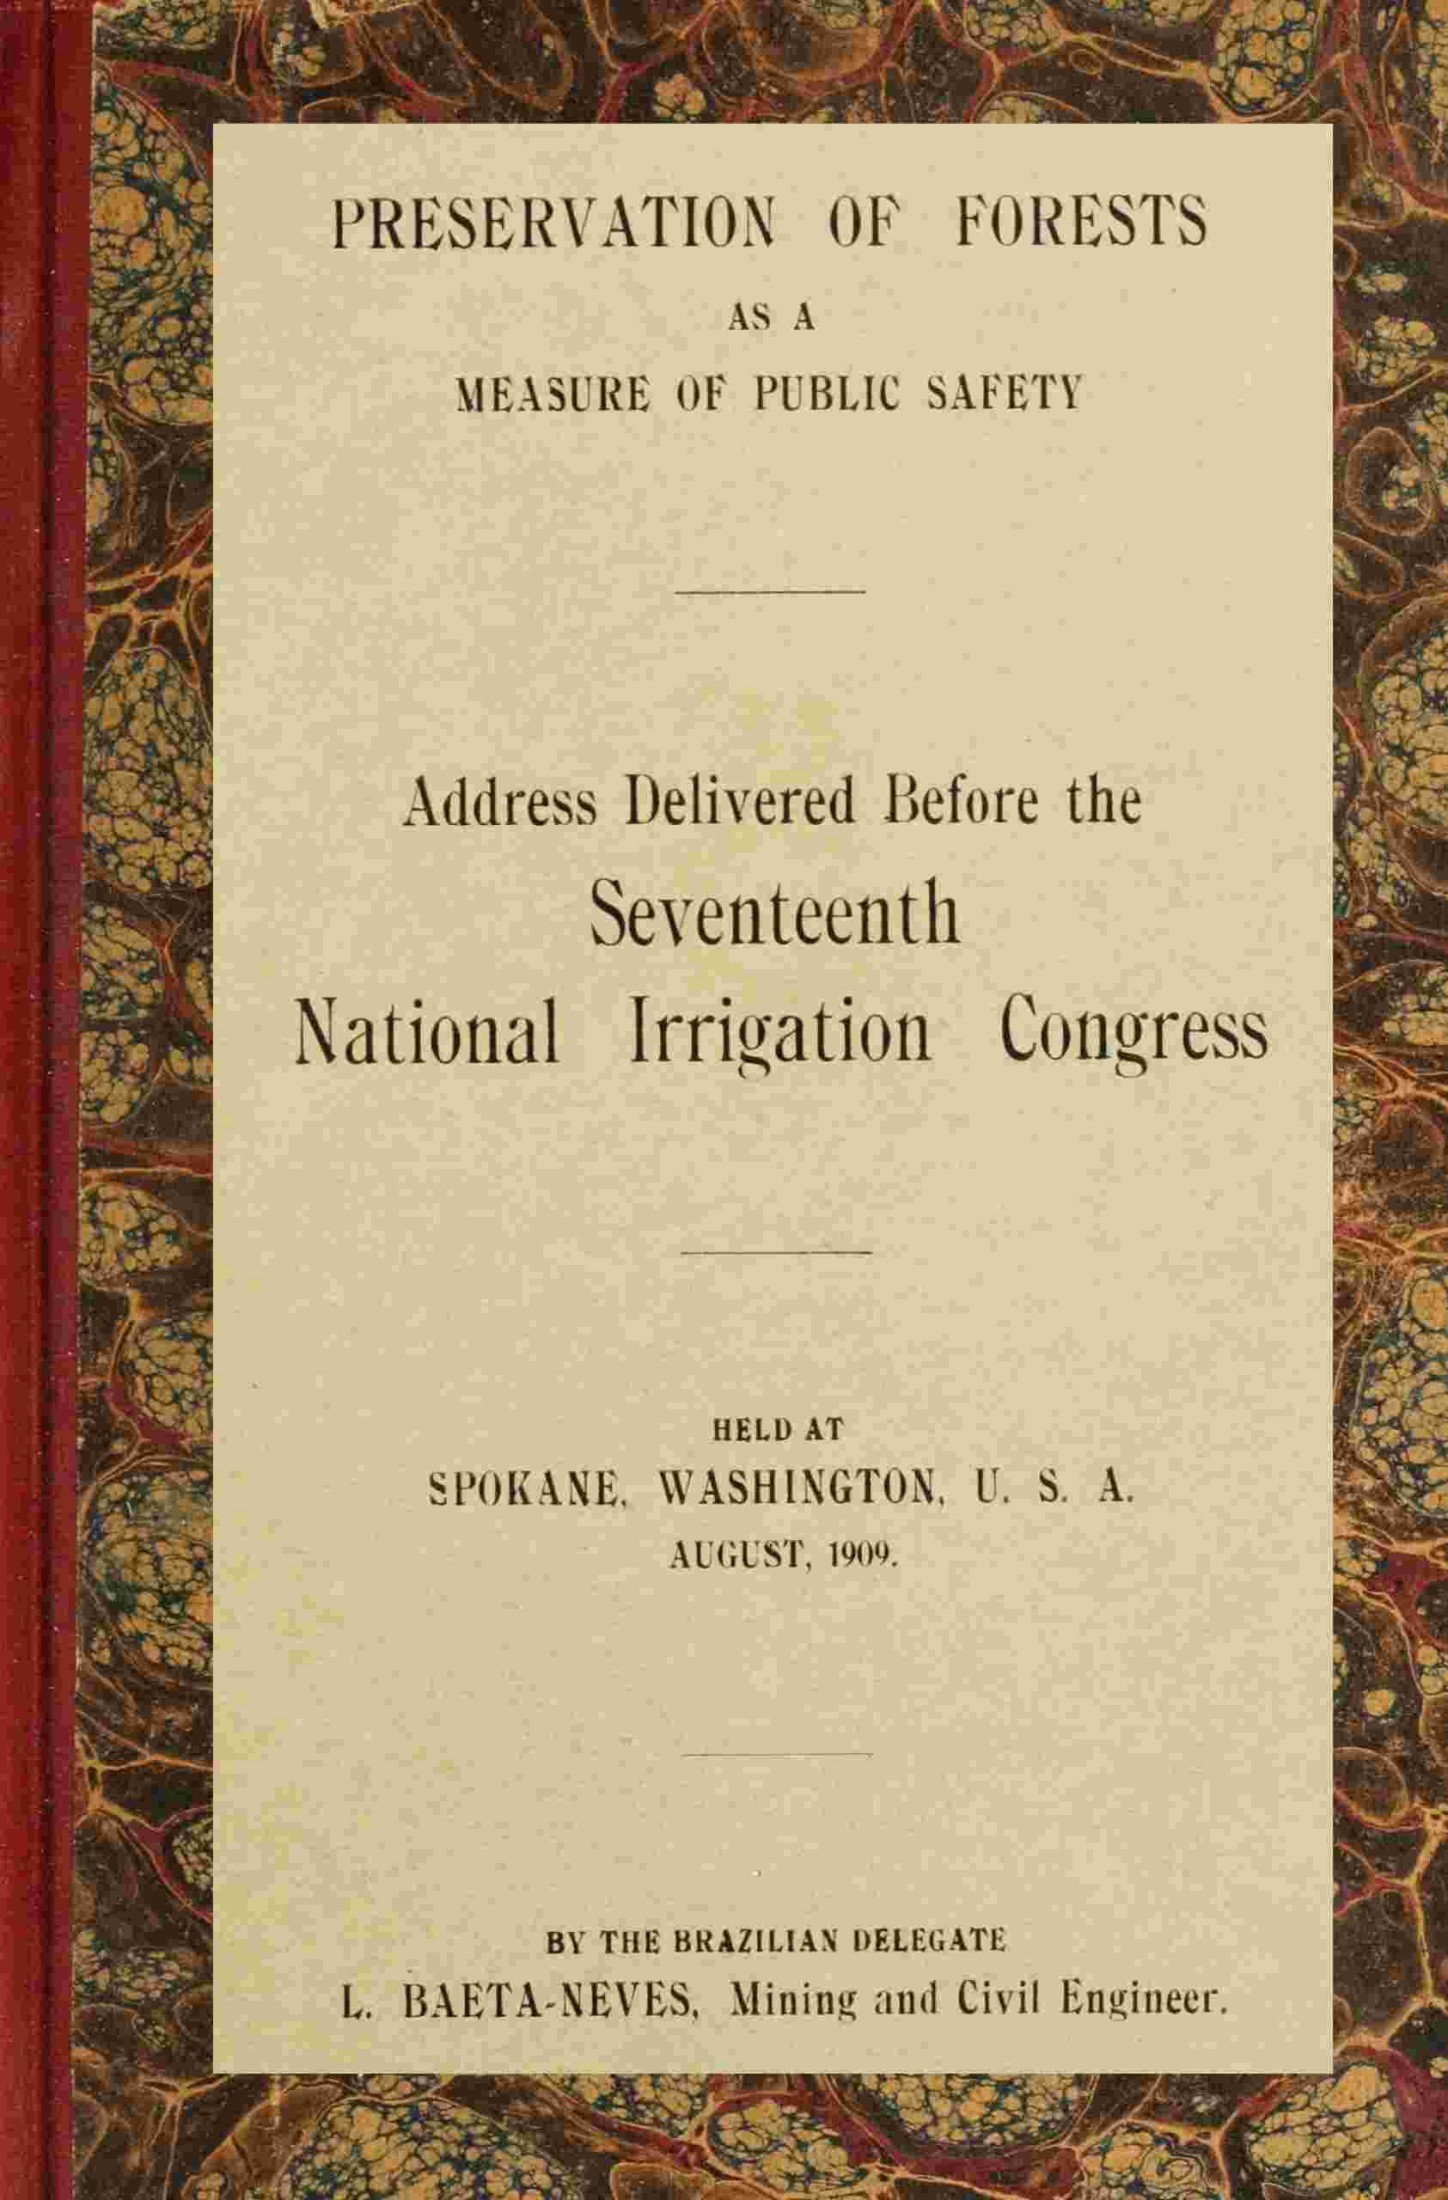 PRESERVATION OF FORESTS
AS A
MEASURE OF PUBLIC SAFETY
Address Delivered Before the
Seventeenth
National Irrigation Congress
HELD AT
SPOKANE, WASHINGTON, U. S. A.
AUGUST, 1909.
BY THE BRAZILIAN DELEGATE
L. BAETA-NEVES, Mining and Civil Engineer.